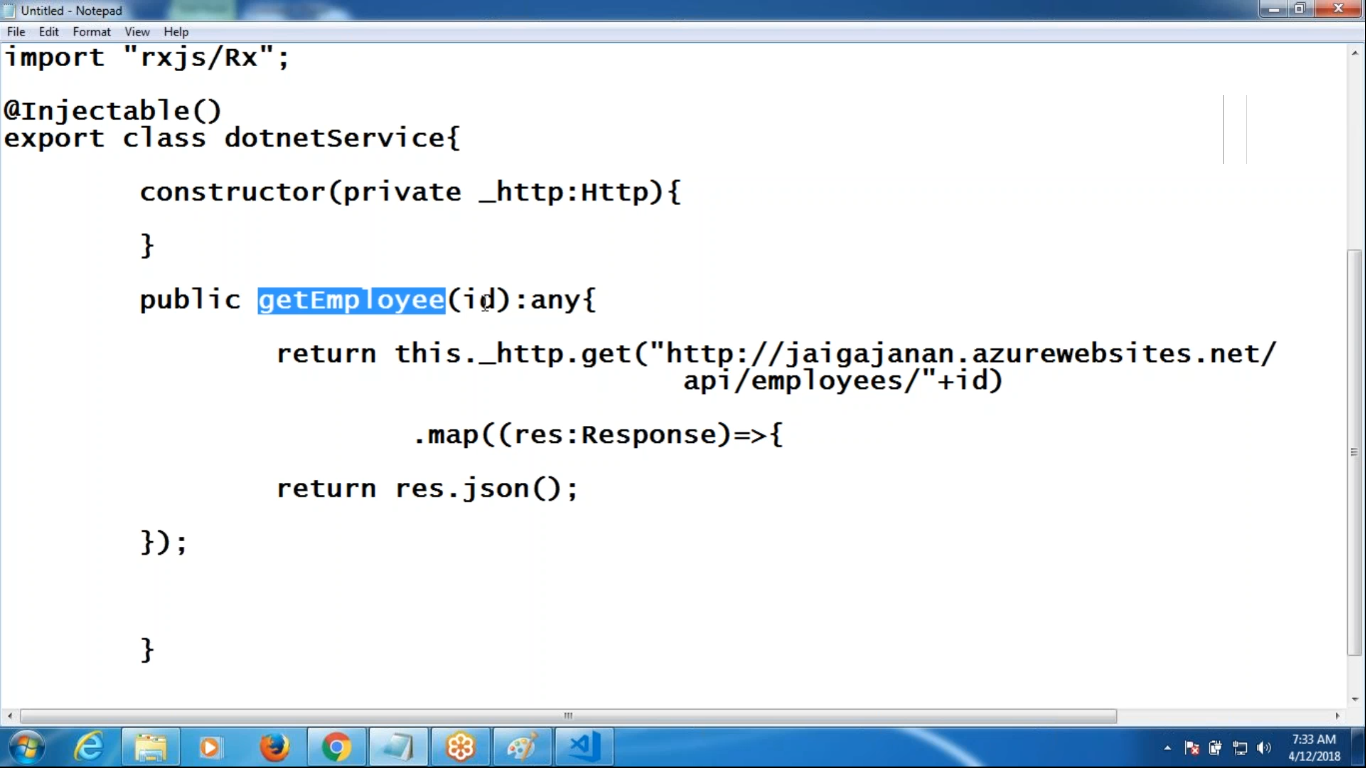 Untitled - Notepad
File Edit Format View Help
import "rxjs/Rx";
@Injectable()
export class dotnetService{
constructor(private _http:Http){
}
public getEmployee(id):any{
return this._http.get("http://jaigajanan.azurewebsites.net/
api/employees/"+id)
.map((res:Response)=>{
return res.json();
});
}
7:33 AM
4/12/2018